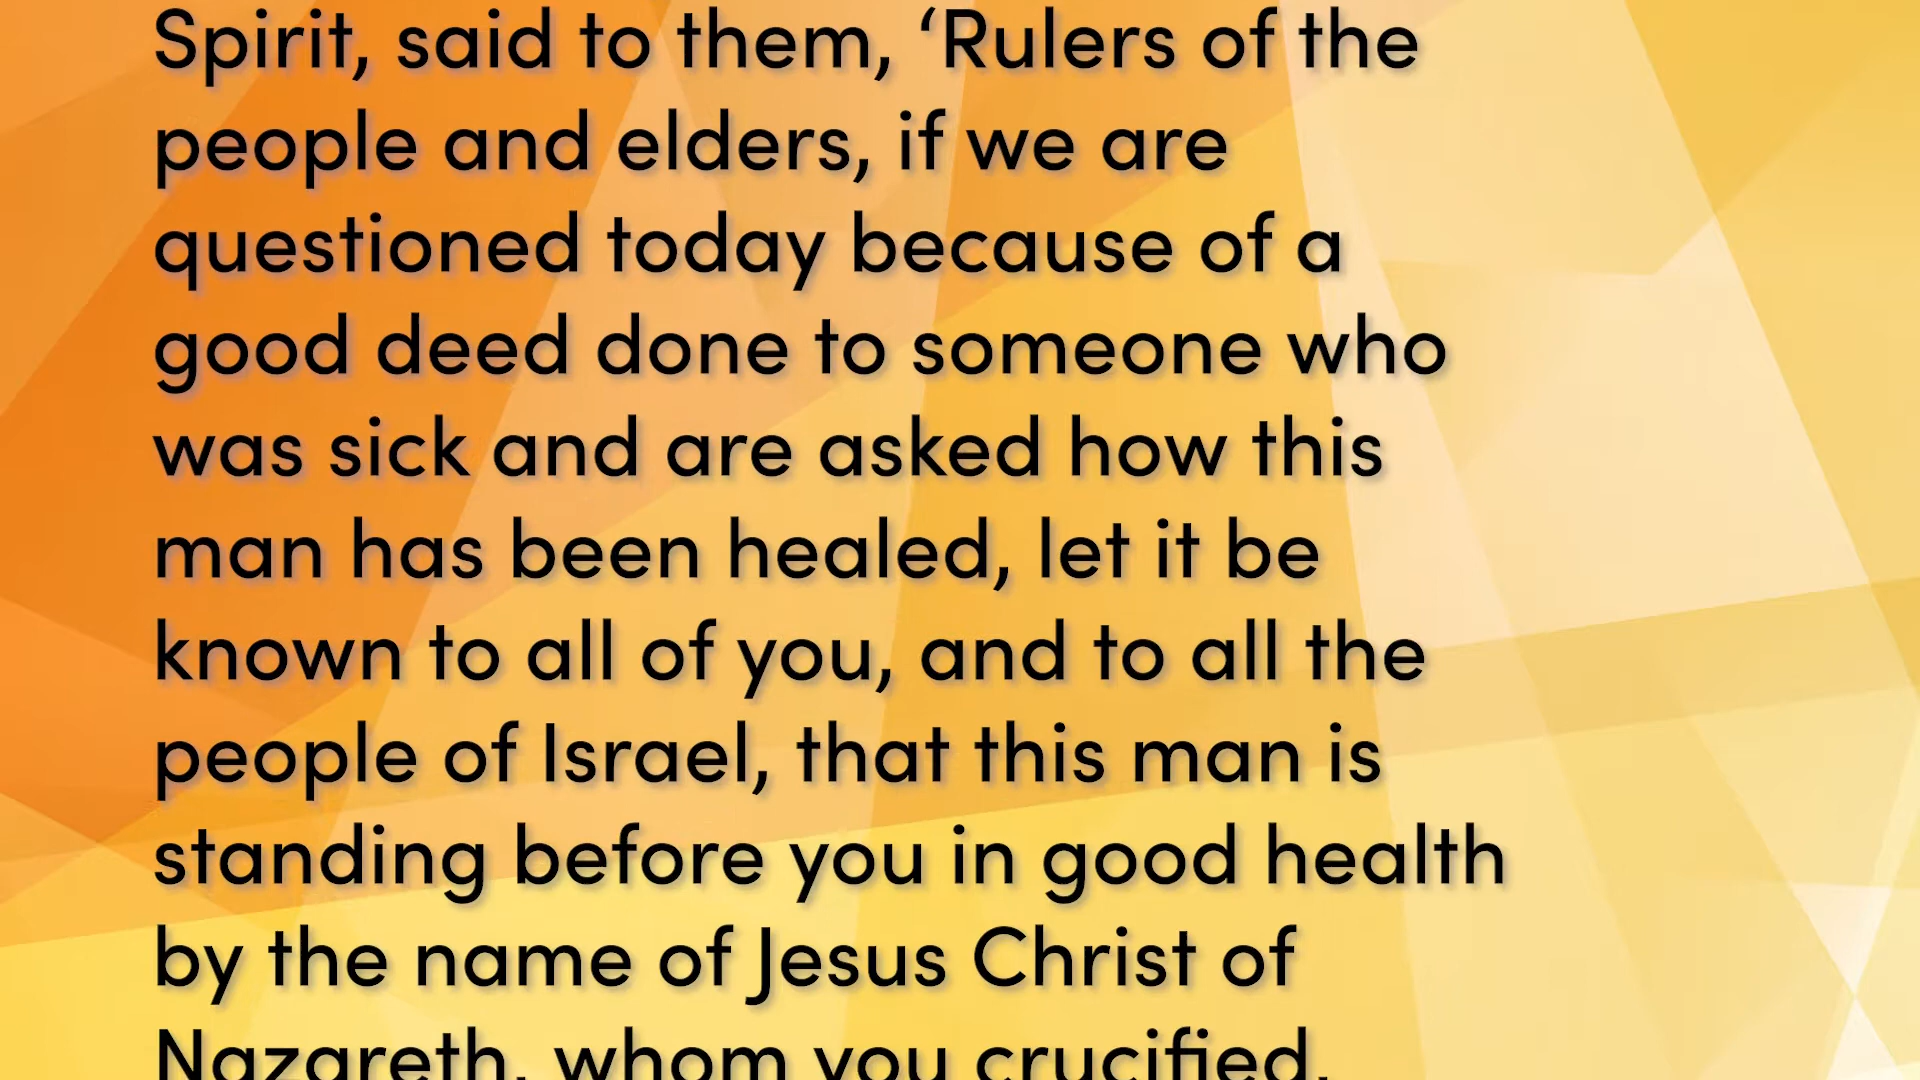 Spirit, said to them, ‘Rulers of the
people and elders, if we are
questioned today because of a
good deed done to someone who
was sick and are asked how this
man has been healed, let it be
known to all of you, and to all the
people of Israel, that this man is
standing before you in good health
by the name of Jesus Christ of
Nazareth, whom you crucified,